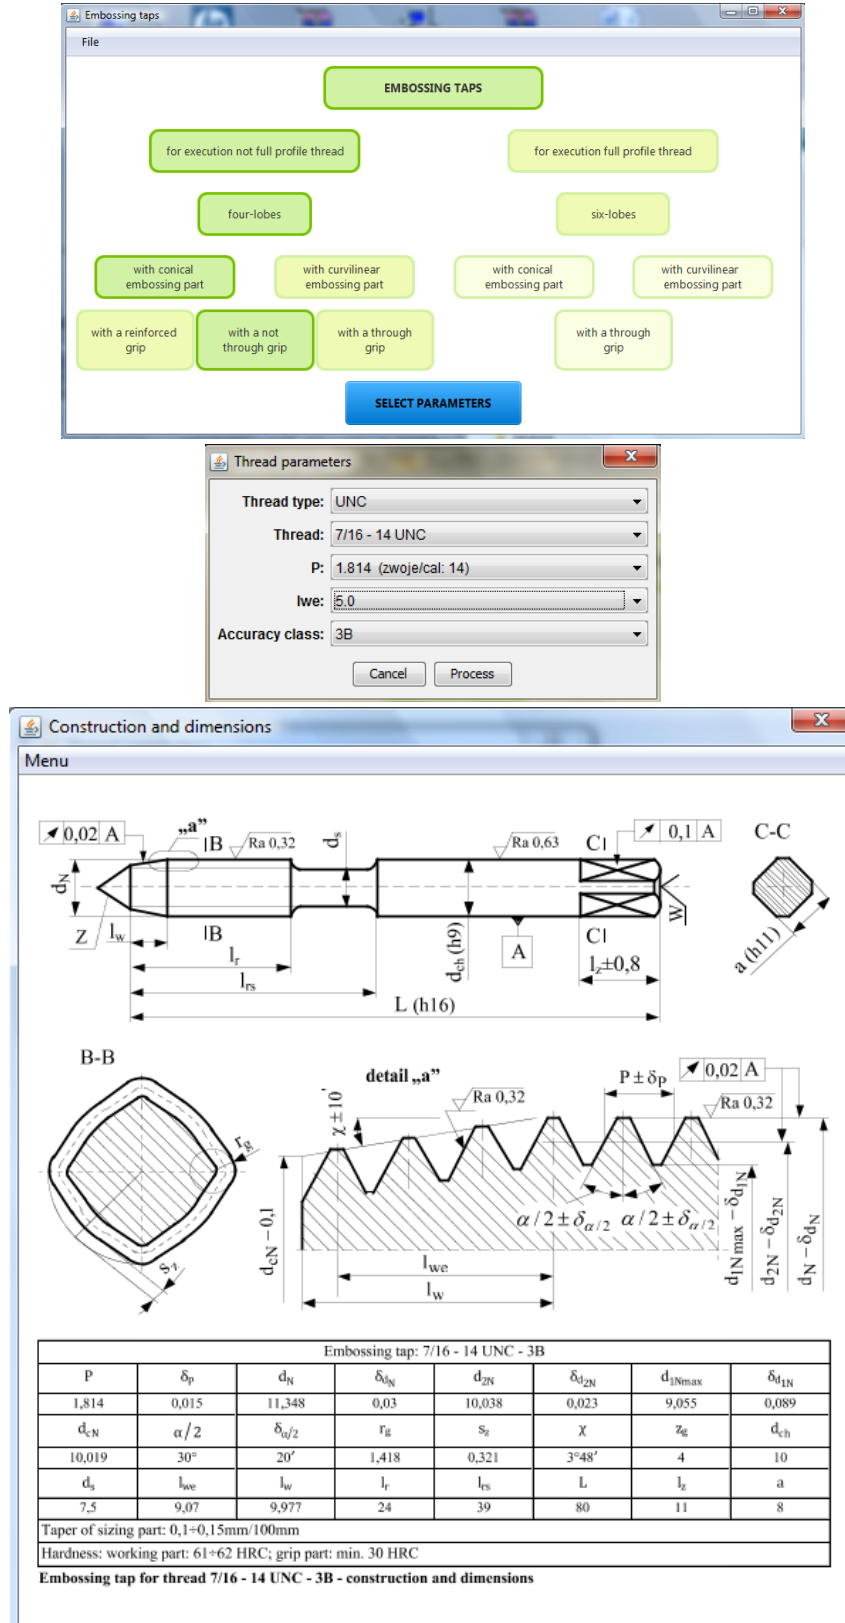 Embossing taps
File
EMBOSSING TAPS
for execution not full profile thread
for execution full profile thread
four-lobes
six-lobes
with conical
embossing part
with curvilinear
embossing part
with conical
embossing part
with curvilinear
embossing part
with a reinforced
grip
with a not
through grip
with a through
grip
with a through
grip
SELECT PARAMETERS
Thread parameters
Thread type: UNC
Thread: 7/16 - 14 UNC
P: 1.814 (zwoje/cal: 14)
lwe: 5.0
Accuracy class: 3B
Cancel Process
Construction and dimensions
Menu
0,02 A
„a”
B
Ra 0,32
ds
Ra 0,63
C
0,1 A
C-C
dN
Z
lw
B
lr
lrs
dch (h9)
A
C
lz±0,8
W
a (h11)
L (h16)
B-B
rg
sz
detail „a”
χ ± 10'
Ra 0,32
P ± δP
0,02 A
Ra 0,32
dcN – 0,1
α/2 ± δα/2 α/2 ± δα/2
lwe
lw
d1Nmax – δd1N
d2N – δd2N
dN – δdN
Embossing tap: 7/16 - 14 UNC - 3B
P δP dN δdN d2N δd2N d1Nmax δd1N
1,814 0,015 11,348 0,03 10,038 0,023 9,055 0,089
dcN α/2 δα/2 rg sz χ zg dch
10,019 30° 20′ 1,418 0,321 3°48′ 4 10
ds lwe lw lr lrs L lz a
7,5 9,07 9,977 24 39 80 11 8
Taper of sizing part: 0,1÷0,15mm/100mm
Hardness: working part: 61÷62 HRC; grip part: min. 30 HRC
Embossing tap for thread 7/16 - 14 UNC - 3B - construction and dimensions